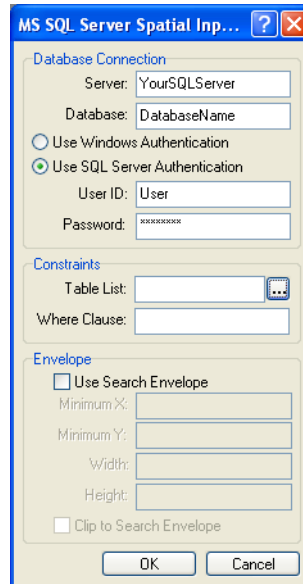 MS SQL Server Spatial Inp...
Database Connection
Server: YourSQLServer
Database: DatabaseName
Use Windows Authentication
Use SQL Server Authentication
User ID: User
Password: ********
Constraints
Table List: ...
Where Clause:
Envelope
Use Search Envelope
Minimum X:
Minimum Y:
Width:
Height:
Clip to Search Envelope
OK Cancel